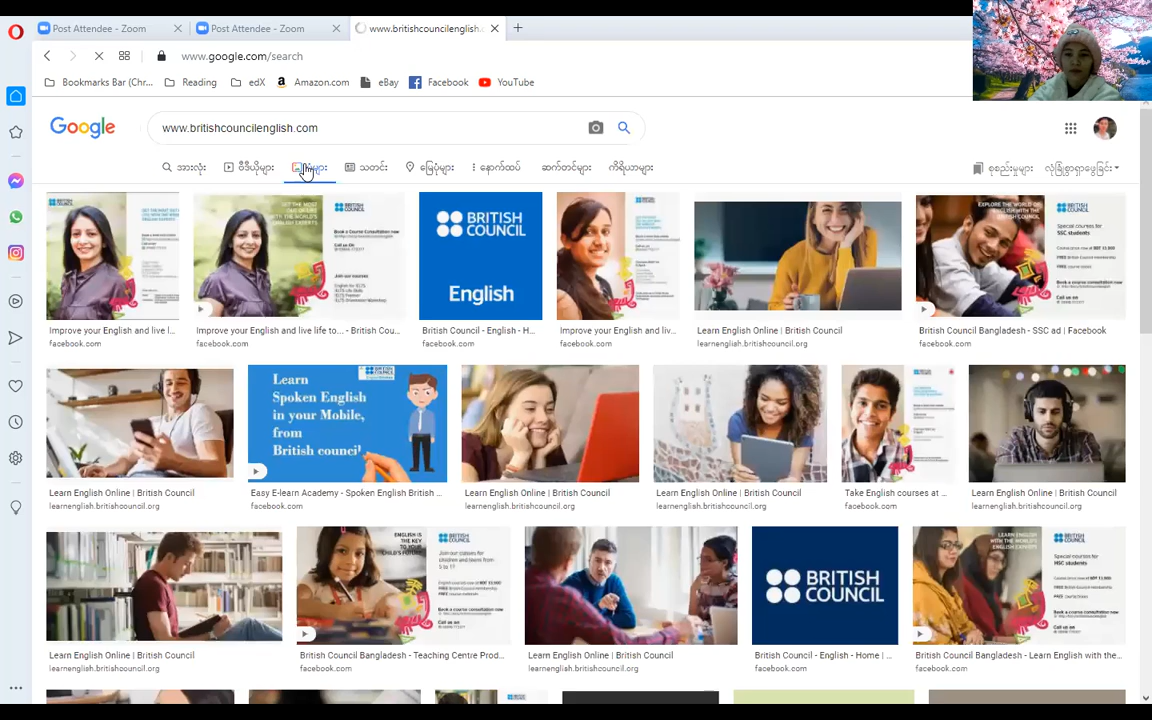 Post Attendee - Zoom
Post Attendee - Zoom
www.britishcouncilenglish.c
www.google.com/search
Bookmarks Bar (Chr...
Reading
edX
Amazon.com
eBay
Facebook
YouTube
Google
www.britishcouncilenglish.com
အားလုံး
ဗီဒီယိုများ
ပုံများ
သတင်း
မြေပုံများ
နောက်ထပ်
ဆက်တင်များ
ကိရိယာများ
စုစည်းမှုများ
လုံခြုံစွာရှာဖွေခြင်း
BRITISH
COUNCIL
English
Improve your English and live l...
facebook.com
Improve your English and live life to... - British Cou...
facebook.com
British Council - English - H...
facebook.com
Improve your English and liv...
facebook.com
Learn English Online | British Council
learnenglish.britishcouncil.org
British Council Bangladesh - SSC ad | Facebook
facebook.com
Learn
Spoken English
in your Mobile,
from
British council
Learn English Online | British Council
learnenglish.britishcouncil.org
Easy E-learn Academy - Spoken English British ...
facebook.com
Learn English Online | British Council
learnenglish.britishcouncil.org
Learn English Online | British Council
learnenglish.britishcouncil.org
Take English courses at ...
facebook.com
Learn English Online | British Council
learnenglish.britishcouncil.org
ENGLISH IS
THE KEY
TO YOUR
CHILD'S FUTURE
BRITISH
COUNCIL
Learn English Online | British Council
learnenglish.britishcouncil.org
British Council Bangladesh - Teaching Centre Prod...
facebook.com
Learn English Online | British Council
learnenglish.britishcouncil.org
British Council - English - Home | ...
facebook.com
British Council Bangladesh - Learn English with the...
facebook.com